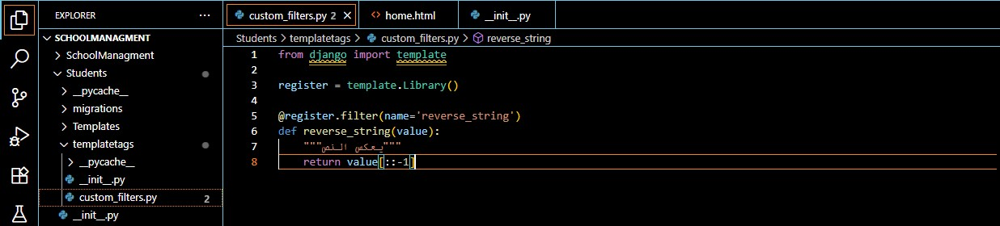 EXPLORER ...
SCHOOLMANAGMENT
SchoolManagment
Students
__pycache__
migrations
Templates
templatetags
__pycache__
__init__.py
custom_filters.py 2
__init__.py
custom_filters.py 2 home.html __init__.py
Students > templatetags > custom_filters.py > reverse_string
1 from django import template
2
3 register = template.Library()
4
5 @register.filter(name='reverse_string')
6 def reverse_string(value):
7 """يعكس النص"""
8 return value[::-1]